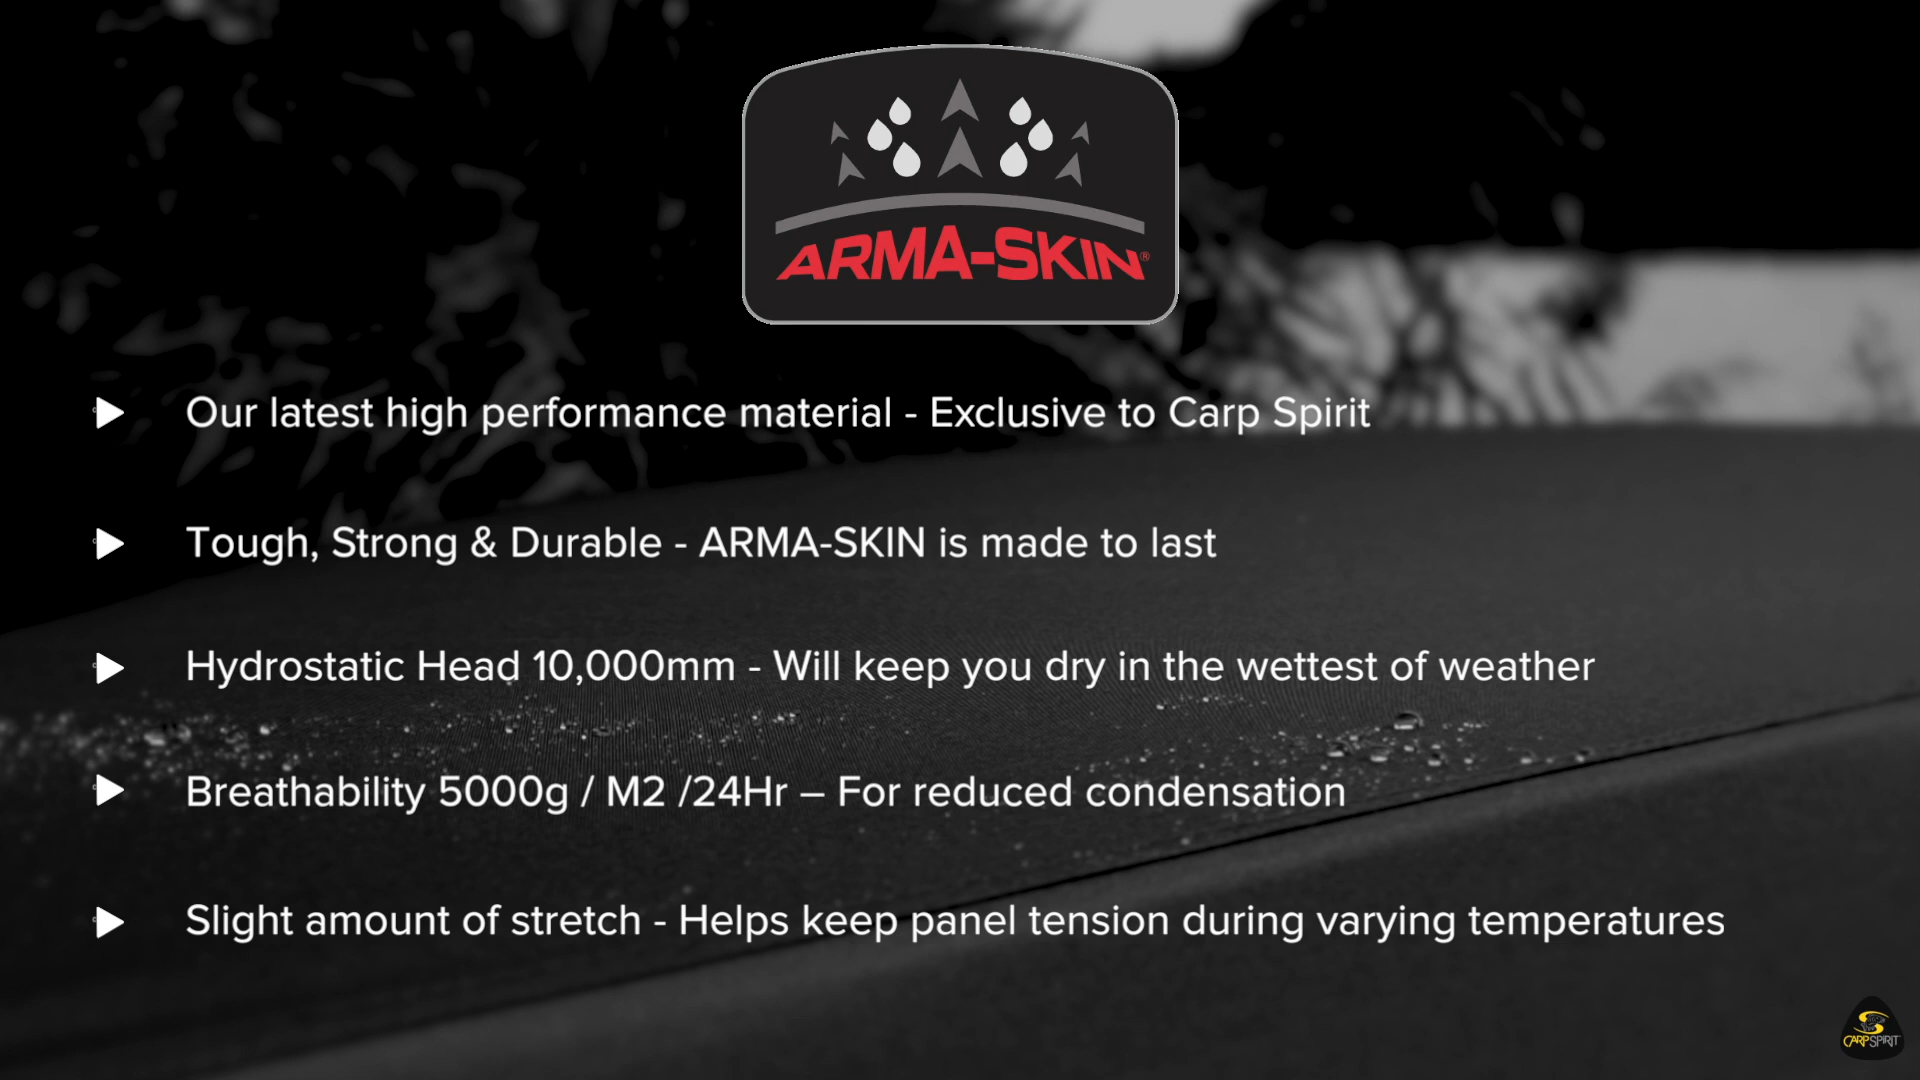 ARMA-SKIN®
Our latest high performance material - Exclusive to Carp Spirit
Tough, Strong & Durable - ARMA-SKIN is made to last
Hydrostatic Head 10,000mm - Will keep you dry in the wettest of weather
Breathability 5000g / M2 /24Hr – For reduced condensation
Slight amount of stretch - Helps keep panel tension during varying temperatures
CARPSPIRIT